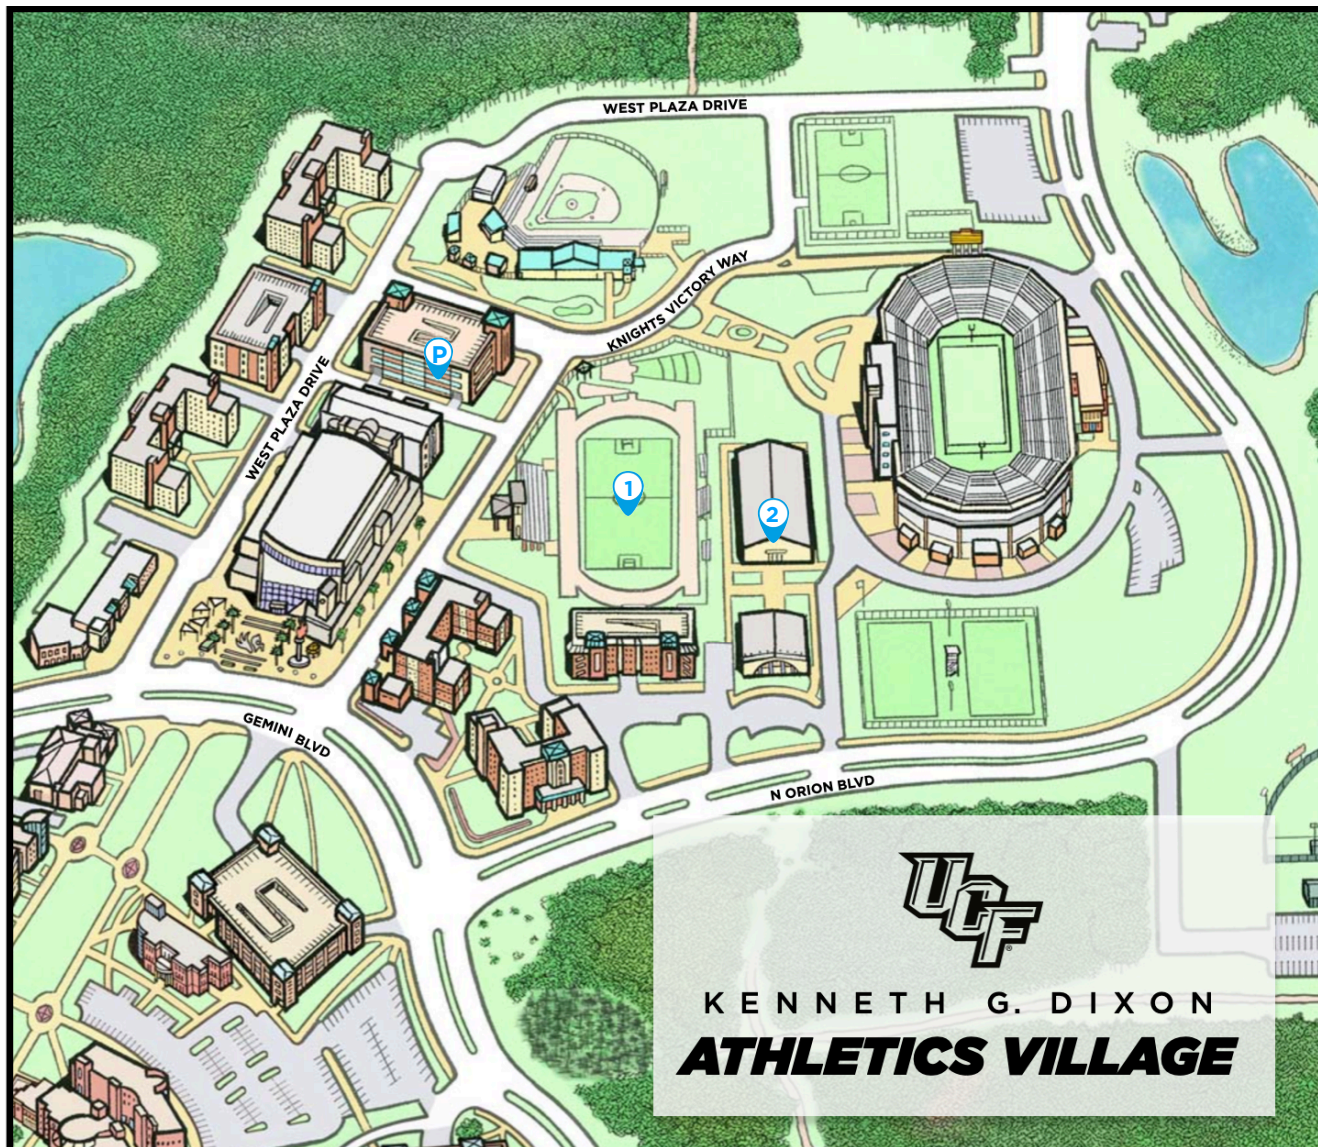 WEST PLAZA DRIVE
KNIGHTS VICTORY WAY
P
WEST PLAZA DRIVE
1
2
GEMINI BLVD
N ORION BLVD
UCF
KENNETH G. DIXON
ATHLETICS VILLAGE